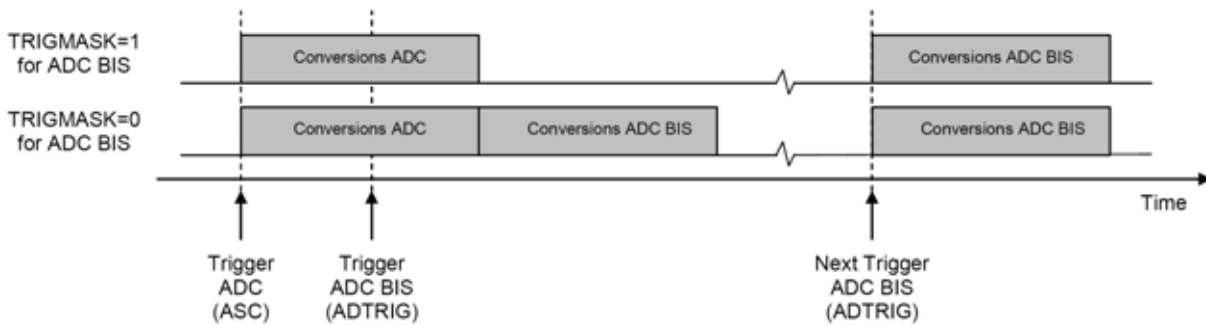 TRIGMASK=1
for ADC BIS
Conversions ADC
Conversions ADC BIS
TRIGMASK=0
for ADC BIS
Conversions ADC
Conversions ADC BIS
Conversions ADC BIS
Time
Trigger
ADC
(ASC)
Trigger
ADC BIS
(ADTRIG)
Next Trigger
ADC BIS
(ADTRIG)